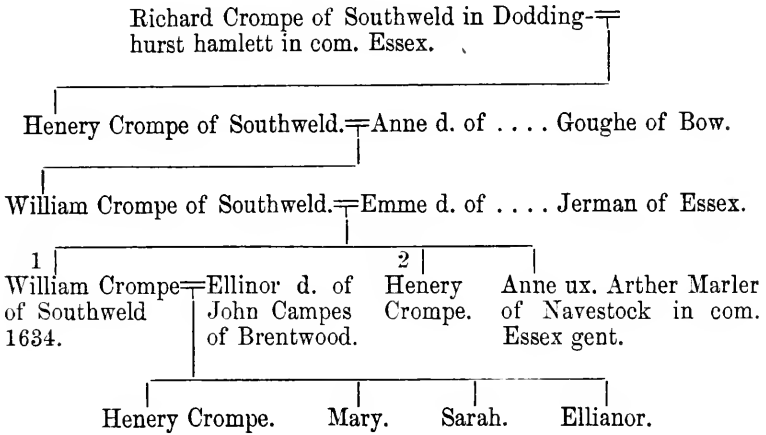 Richard Crompe of Southweld in Dodding-
hurst hamlett in com. Essex.
Henery Crompe of Southweld. Anne d. of .... Goughe of Bow.
William Crompe of Southweld. Emme d. of .... Jerman of Essex.
1 2
William Crompe Ellinor d. of Henery Anne ux. Arther Marler
of Southweld John Campes Crompe. of Navestock in com.
1634. of Brentwood. Essex gent.
Henery Crompe. Mary. Sarah. Ellianor.